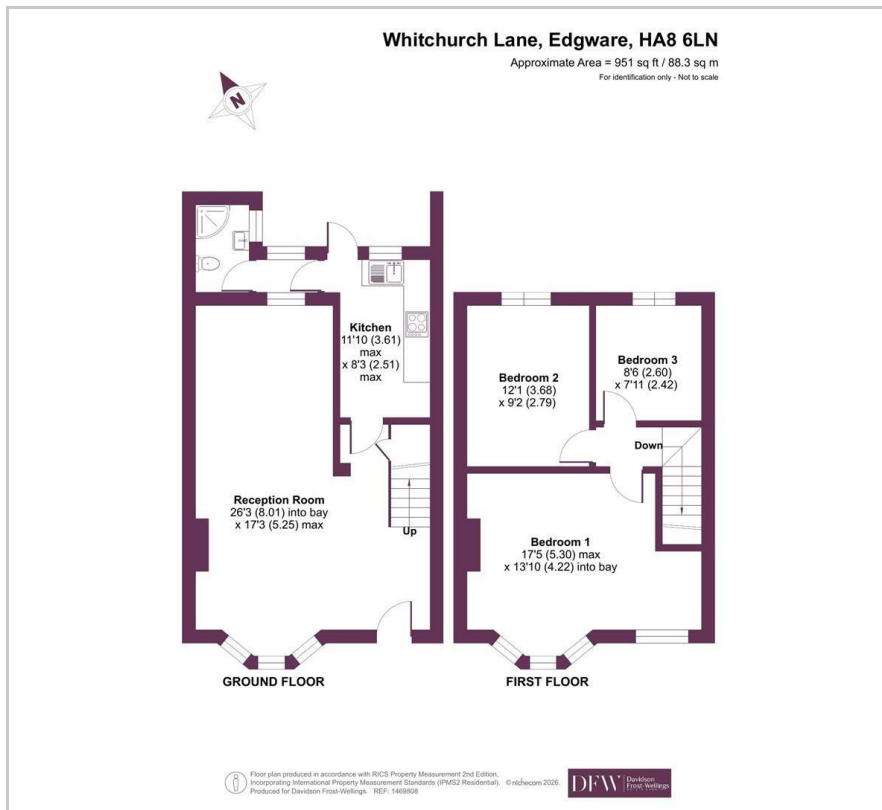 Whitchurch Lane, Edgware, HA8 6LN
Approximate Area = 951 sq ft / 88.3 sq m
For identification only - Not to scale
N
Kitchen
11'10 (3.61)
max
x 8'3 (2.51)
max
Reception Room
26'3 (8.01) into bay
x 17'3 (5.25) max
Up
GROUND FLOOR
Bedroom 2
12'1 (3.68)
x 9'2 (2.79)
Bedroom 3
8'6 (2.60)
x 7'11 (2.42)
Down
Bedroom 1
17'5 (5.30) max
x 13'10 (4.22) into bay
FIRST FLOOR
Floor plan produced in accordance with RICS Property Measurement 2nd Edition,
Incorporating International Property Measurement Standards (IPMS2 Residential). © nichecom 2026.
Produced for Davidson Frost-Wellings. REF: 1469808
DFW
Davidson
Frost-Wellings